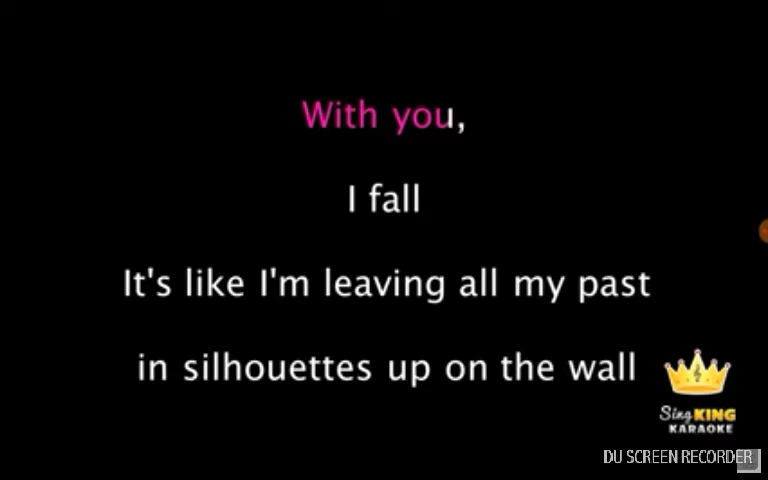 With you,
I fall
It's like I'm leaving all my past
in silhouettes up on the wall
Sing KING
KARAOKE
DU SCREEN RECORDER